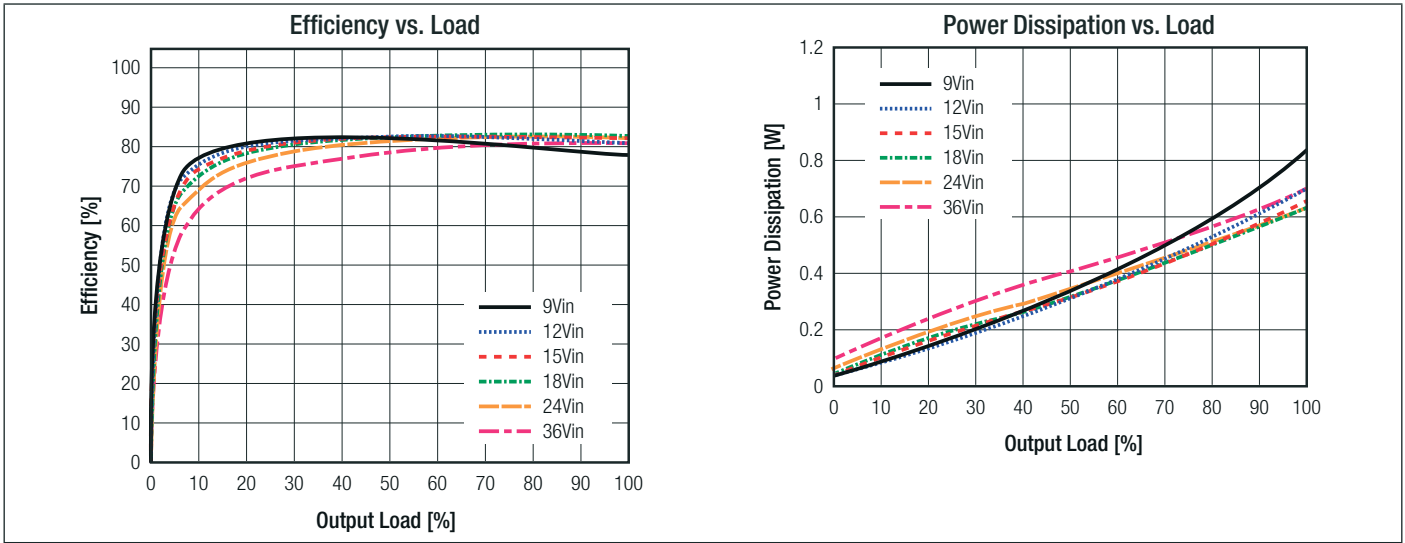 Efficiency vs. Load
100
90
80
70
60
50
40
30
20
10
0
Efficiency [%]
9Vin
12Vin
15Vin
18Vin
24Vin
36Vin
0 10 20 30 40 50 60 70 80 90 100
Output Load [%]
Power Dissipation vs. Load
1.2
1
0.8
0.6
0.4
0.2
0
Power Dissipation [W]
9Vin
12Vin
15Vin
18Vin
24Vin
36Vin
0 10 20 30 40 50 60 70 80 90 100
Output Load [%]